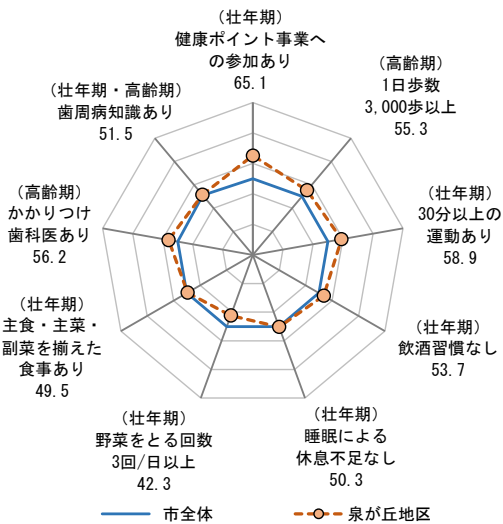 （壮年期）
健康ポイント事業へ
の参加あり
65.1
（高齢期）
1日歩数
3,000歩以上
55.3
（壮年期）
30分以上の
運動あり
58.9
（壮年期）
飲酒習慣なし
53.7
（壮年期）
睡眠による
休息不足なし
50.3
（壮年期）
野菜をとる回数
3回/日以上
42.3
（壮年期）
主食・主菜・
副菜を揃えた
食事あり
49.5
（高齢期）
かかりつけ
歯科医あり
56.2
（壮年期・高齢期）
歯周病知識あり
51.5
市全体
泉が丘地区